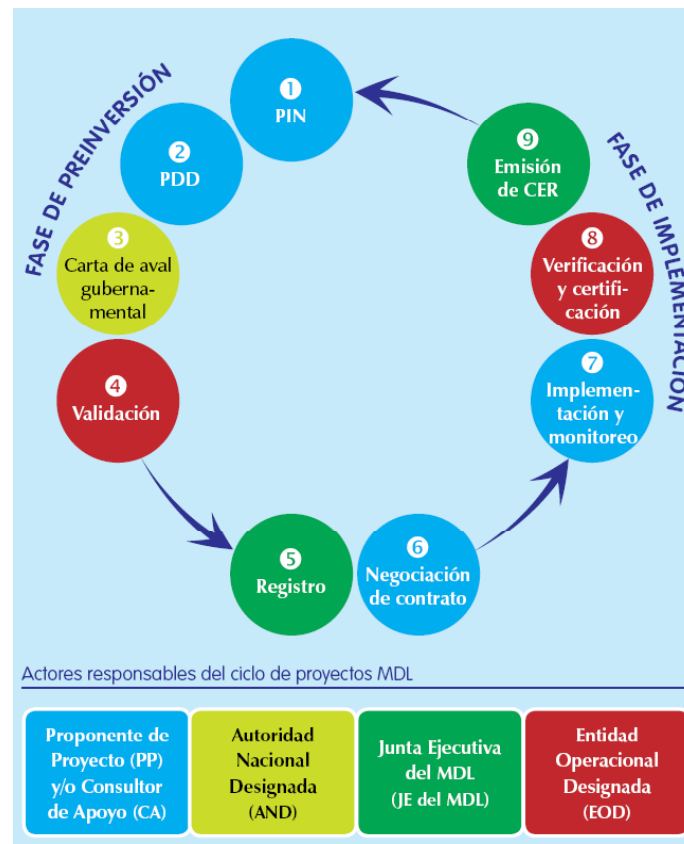 FASE DE PREINVERSIÓN
1
PIN
2
PDD
3
Carta de aval
guberna-
mental
4
Validación
5
Registro
6
Negociación
de contrato
7
Implemen-
tación y
monitoreo
8
Verificación
y certifi-
cación
9
Emisión
de CER
FASE DE IMPLEMENTACIÓN
Actores responsables del ciclo de proyectos MDL
Proponente de
Proyecto (PP)
y/o Consultor
de Apoyo (CA)
Autoridad
Nacional
Designada
(AND)
Junta Ejecutiva
del MDL
(JE del MDL)
Entidad
Operacional
Designada
(EOD)